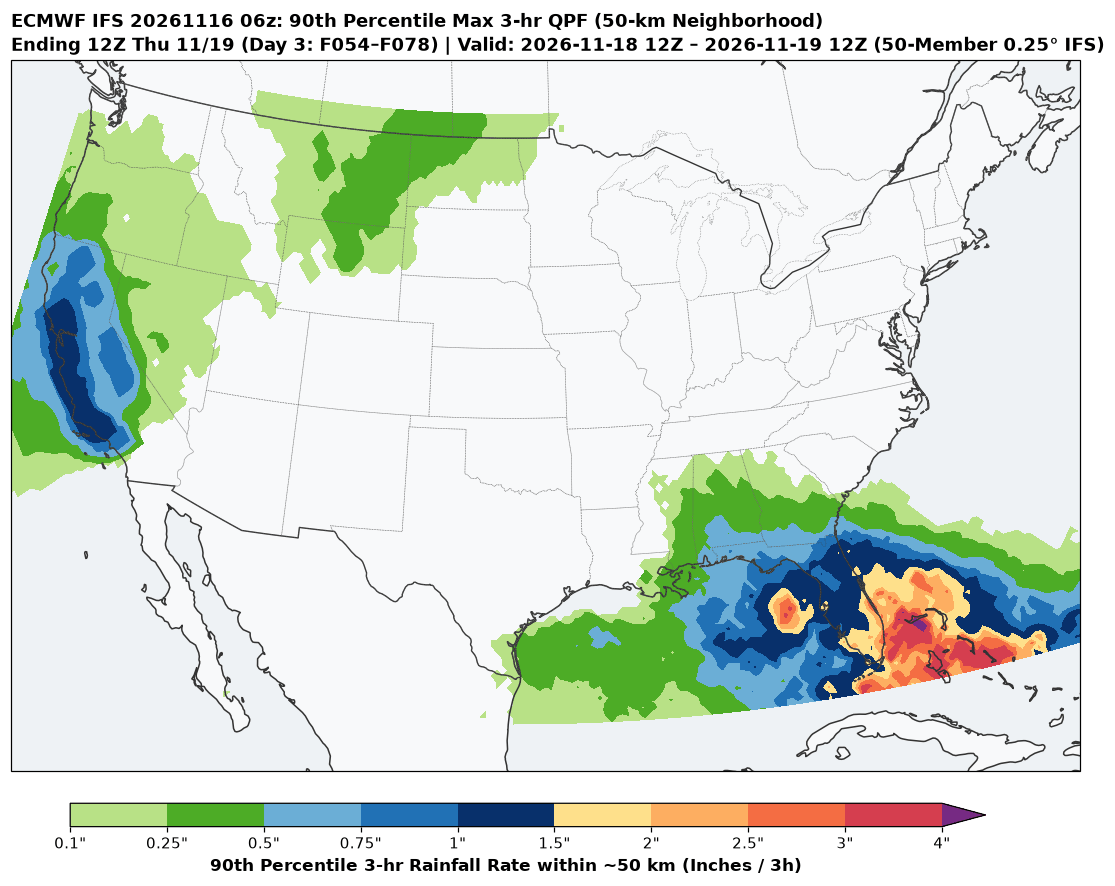 ECMWF IFS 20261116 06z: 90th Percentile Max 3-hr QPF (50-km Neighborhood)
Ending 12Z Thu 11/19 (Day 3: F054–F078) | Valid: 2026-11-18 12Z – 2026-11-19 12Z (50-Member 0.25° IFS)
0.1" 0.25" 0.5" 0.75" 1" 1.5" 2" 2.5" 3" 4"
90th Percentile 3-hr Rainfall Rate within ~50 km (Inches / 3h)